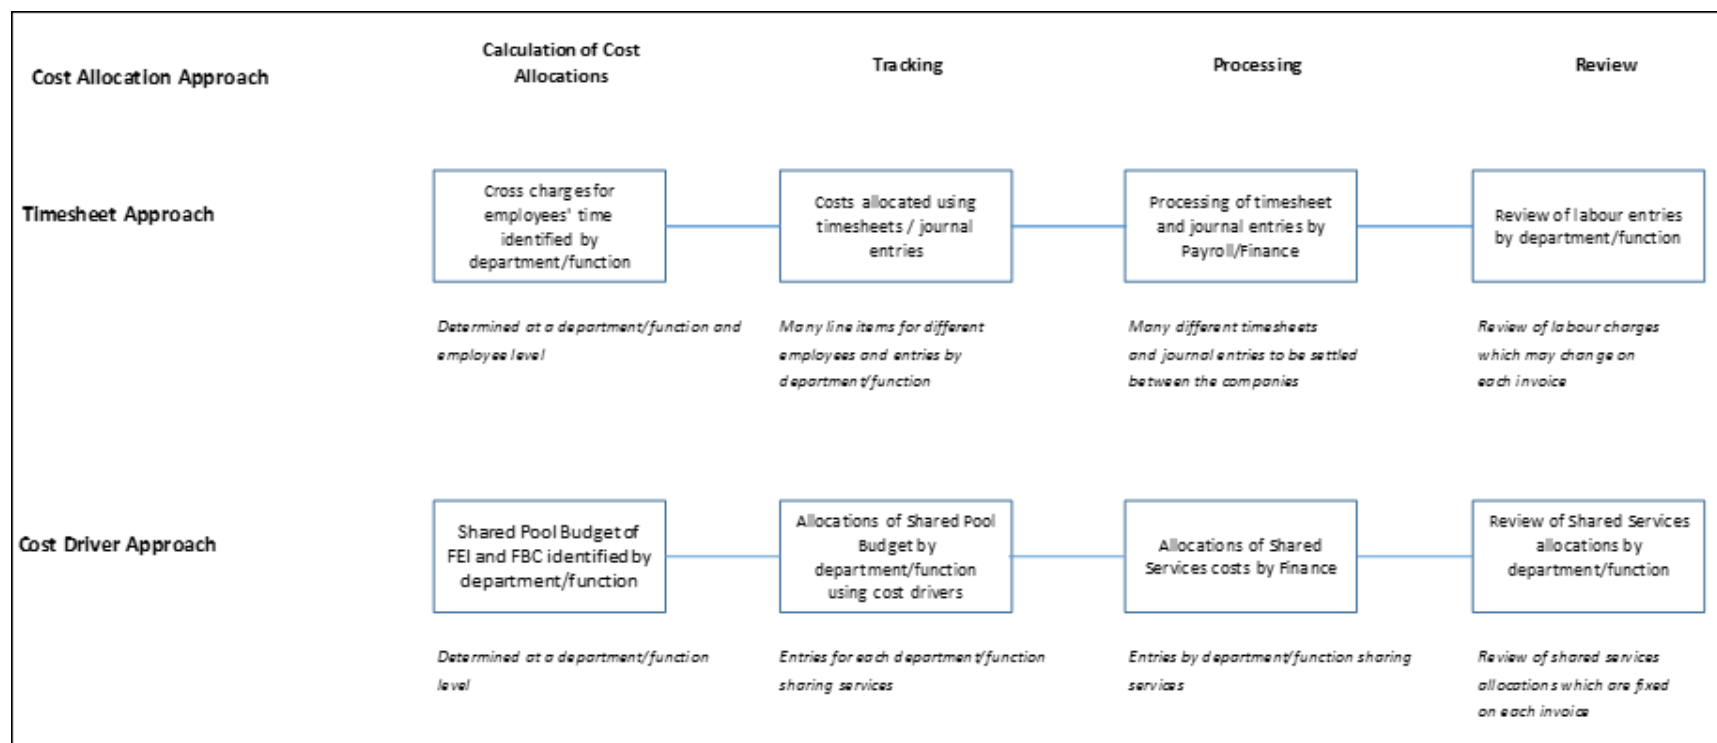 Calculation of Cost
Allocations
Tracking
Processing
Review
Cost Allocation Approach
Timesheet Approach
Cross charges for
employees' time
identified by
department/function
Costs allocated using
timesheets / journal
entries
Processing of timesheet
and journal entries by
Payroll/Finance
Review of labour entries
by department/function
Determined at a department/function and
employee level
Many line items for different
employees and entries by
department/function
Many different timesheets
and journal entries to be settled
between the companies
Review of labour charges
which may change on
each invoice
Cost Driver Approach
Shared Pool Budget of
FEI and FBC identified by
department/function
Allocations of Shared Pool
Budget by
department/function
using cost drivers
Allocations of Shared
Services costs by Finance
Review of Shared Services
allocations by
department/function
Determined at a department/function
level
Entries for each department/function
sharing services
Entries by department/function sharing
services
Review of shared services
allocations which are fixed
on each invoice